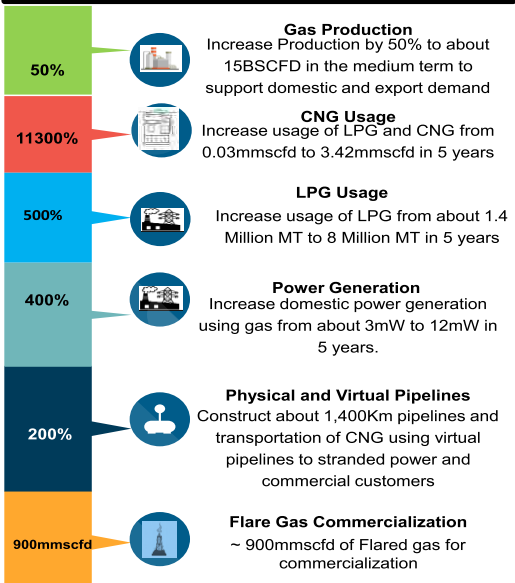 Gas Production
50%
Increase Production by 50% to about
15BSCFD in the medium term to
support domestic and export demand
CNG Usage
11300%
Increase usage of LPG and CNG from
0.03mmscfd to 3.42mmscfd in 5 years
LPG Usage
500%
Increase usage of LPG from about 1.4
Million MT to 8 Million MT in 5 years
Power Generation
400%
Increase domestic power generation
using gas from about 3mW to 12mW in
5 years.
Physical and Virtual Pipelines
200%
Construct about 1,400Km pipelines and
transportation of CNG using virtual
pipelines to stranded power and
commercial customers
Flare Gas Commercialization
900mmscfd
~ 900mmscfd of Flared gas for
commercialization